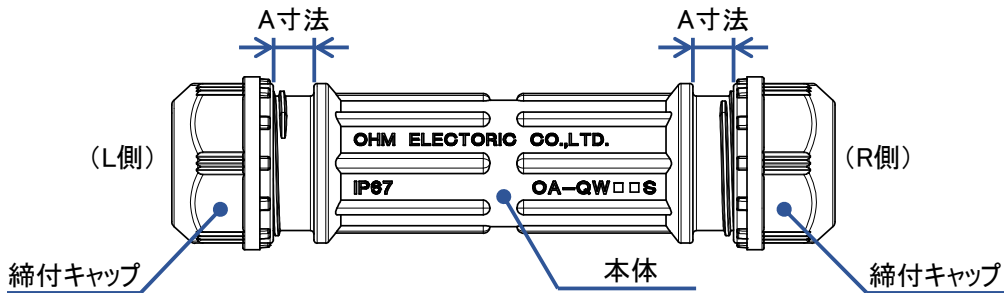 A寸法 A寸法
(L側) OHM ELECTORIC CO.,LTD. (R側)
IP67 OA-QW□□S
締付キャップ 本体 締付キャップ